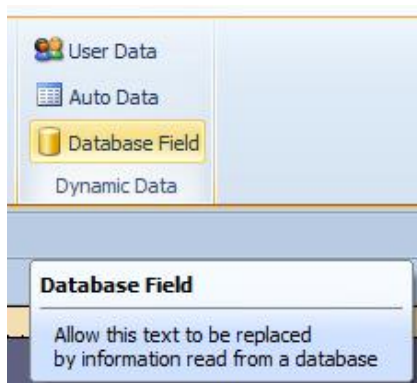 User Data
Auto Data
Database Field
Dynamic Data
Database Field
Allow this text to be replaced
by information read from a database